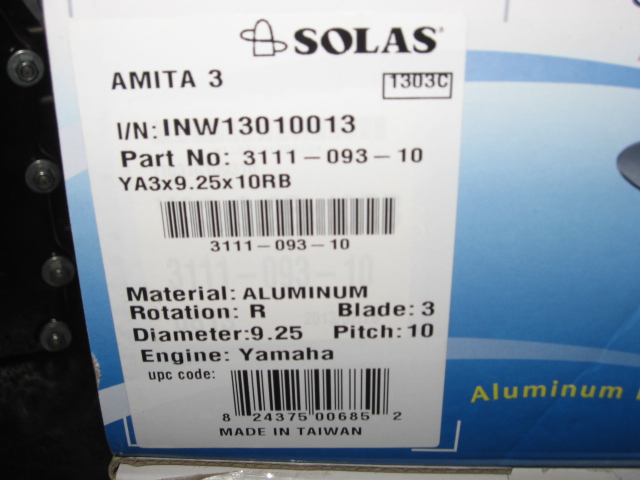 SOLAS
AMITA 3
1303C
I/N: INW13010013
Part No: 3111-093-10
YA3x9.25x10RB
3111-093-10
Material: ALUMINUM
Rotation: R Blade: 3
Diameter:9.25 Pitch: 10
Engine: Yamaha
upc code:
8 24375 00685 2
MADE IN TAIWAN
Aluminum